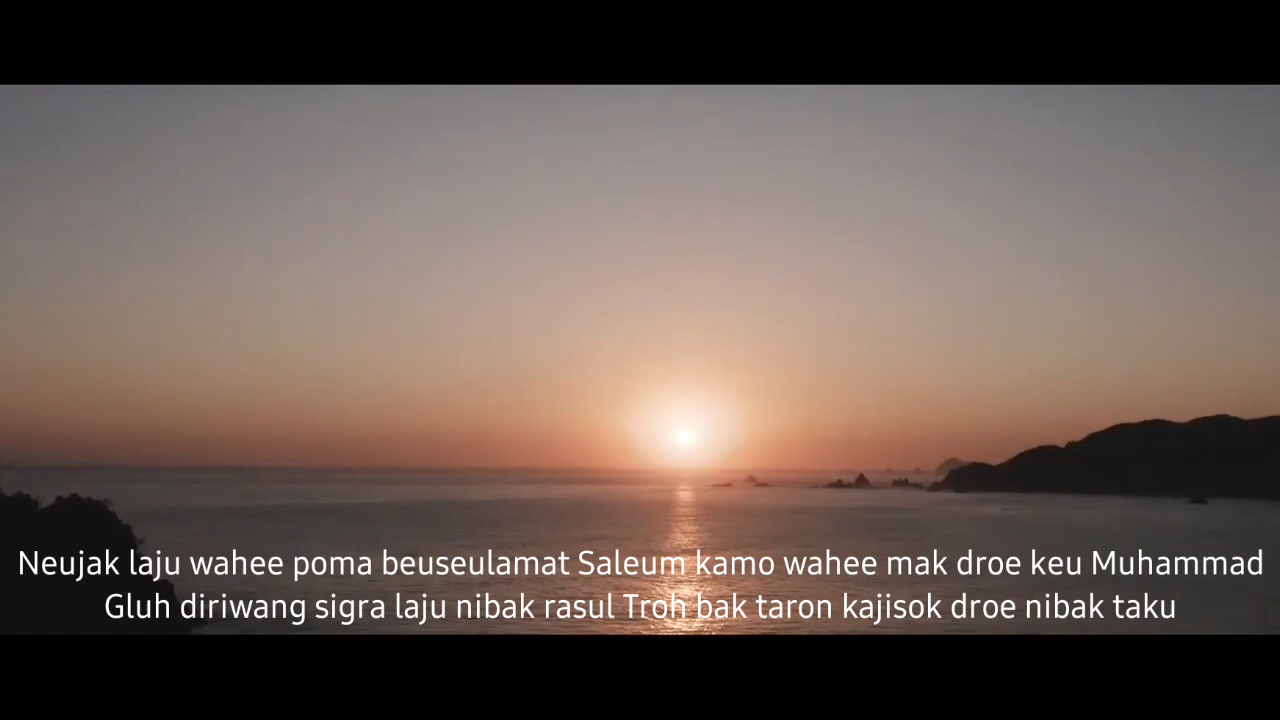 Neujak laju wahee poma beuseulamat Saleum kamo wahee mak droe keu Muhammad
Gluh diriwang sigra laju nibak rasul Troh bak taron kajisok droe nibak taku